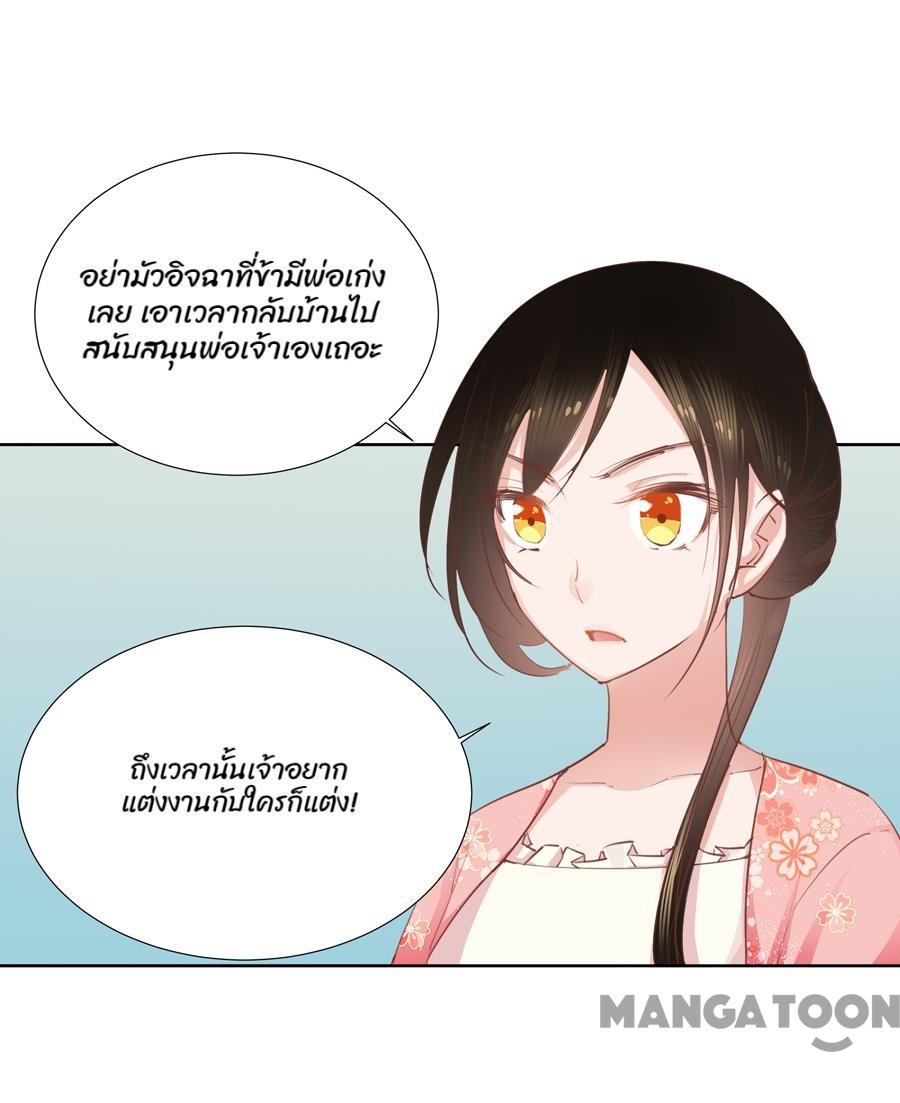 อย่ามัวอิจฉาที่ข้ามีพ่อเก่ง
เลย เอาเวลากลับบ้านไป
สนับสนุนพ่อเจ้าเองเถอะ
ถึงเวลานั้นเจ้าอยาก
แต่งงานกับใครก็แต่ง!
MANGATOON